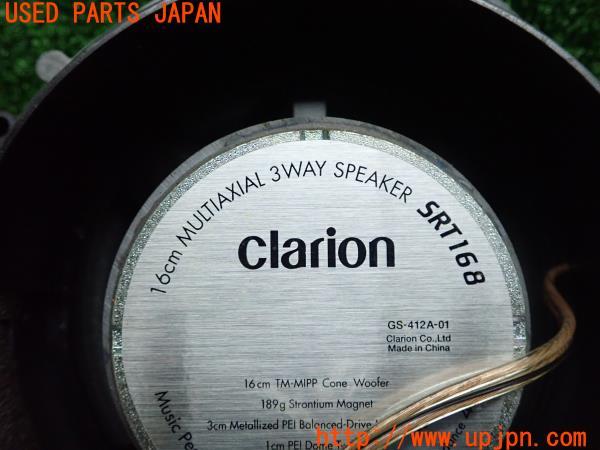 USED PARTS JAPAN
16cm MULTIAXIAL 3WAY SPEAKER SRT168
clarion
GS-412A-01
Clarion Co.,Ltd
Made in China
16cm TM-MIPP Cone Woofer
189g Strontium Magnet
3cm Metallized PEI Balanced-Drive
1cm PEI Dome
Music
http://www.upjpn.com